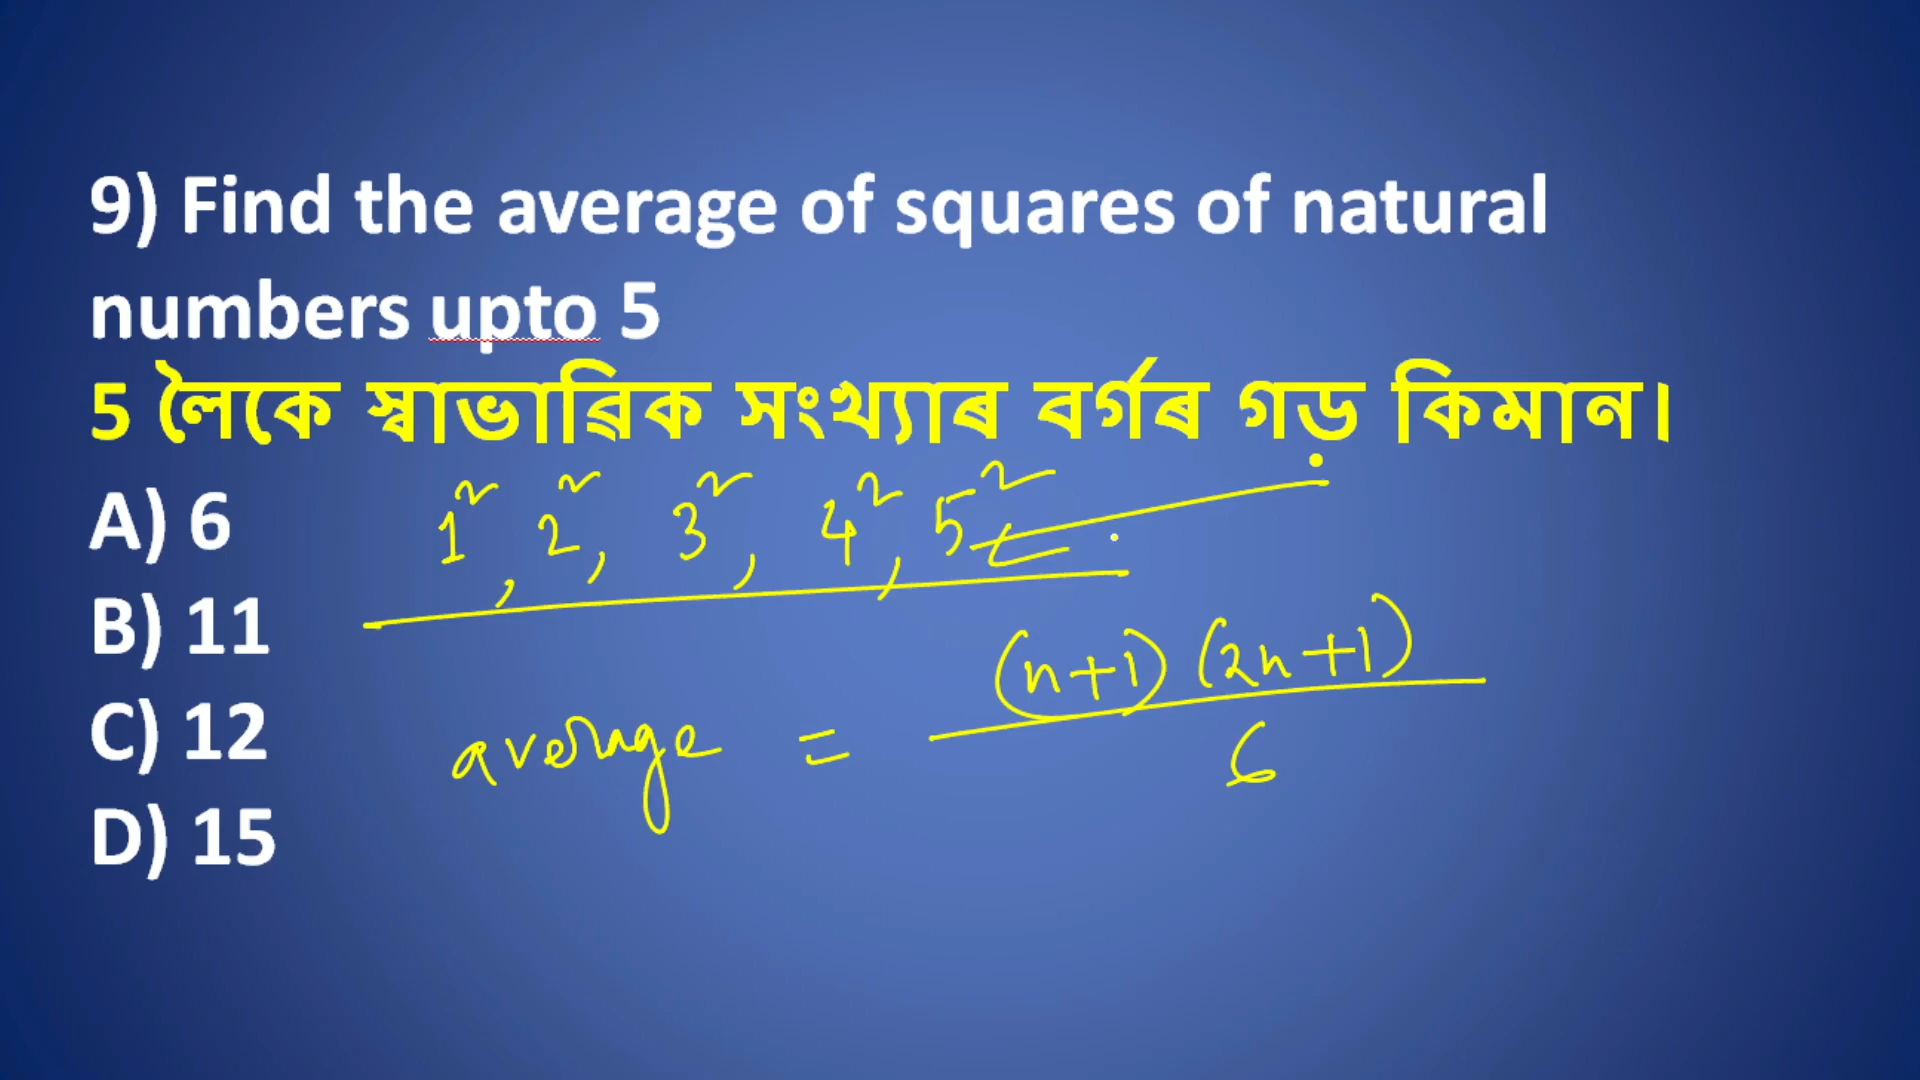 9) Find the average of squares of natural
numbers upto 5
5 লৈকে স্বাভাৱিক সংখ্যাৰ বৰ্গৰ গড় কিমান।
A) 6
1², 2², 3², 4², 5²
B) 11
C) 12
average = (n+1)(2n+1)
6
D) 15